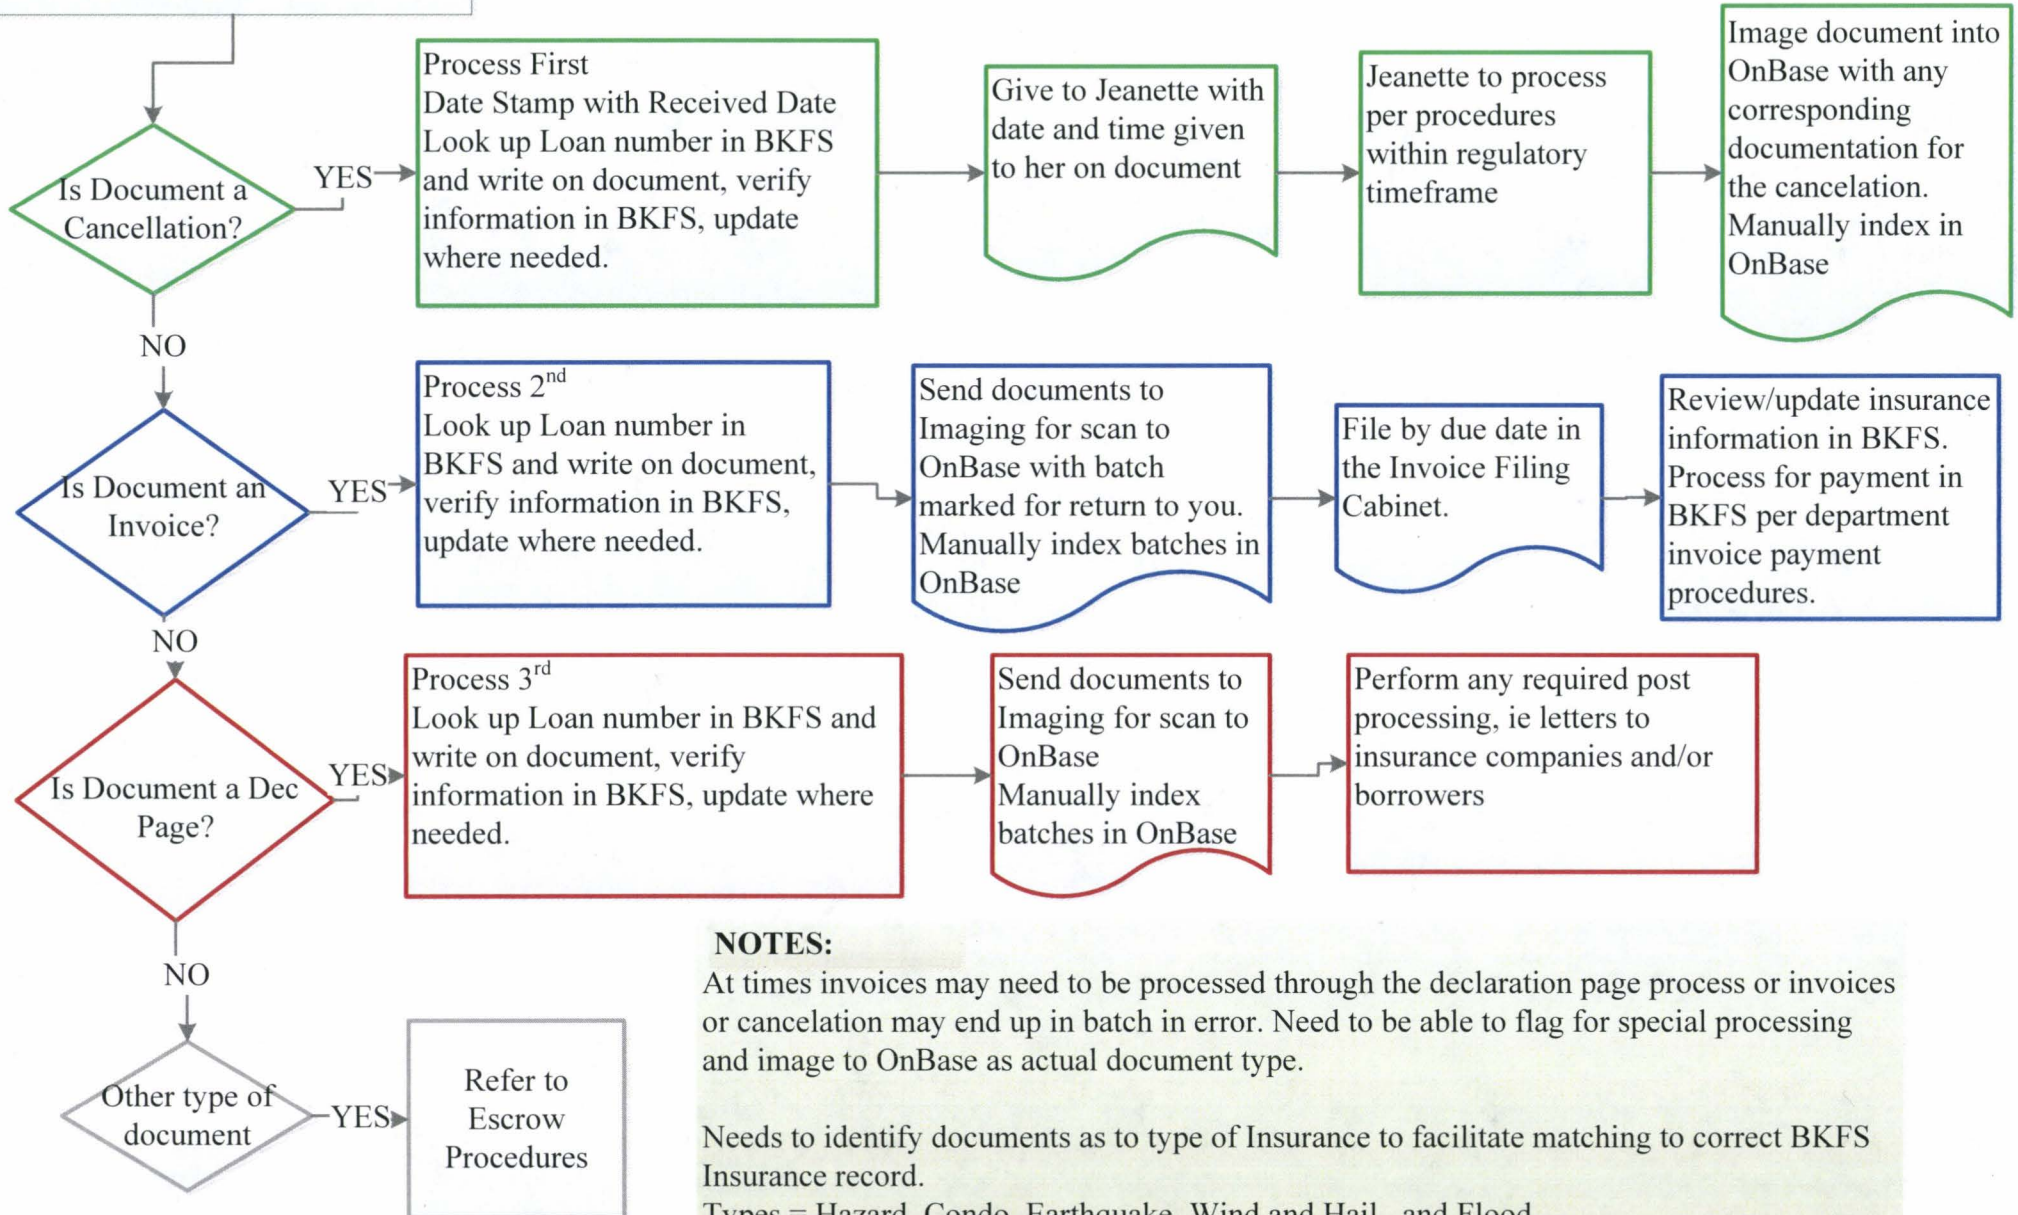 Is Document a
Cancellation?
YES
Process First
Date Stamp with Received Date
Look up Loan number in BKFS
and write on document, verify
information in BKFS, update
where needed.
Give to Jeanette with
date and time given
to her on document
Jeanette to process
per procedures
within regulatory
timeframe
Image document into
OnBase with any
corresponding
documentation for
the cancelation.
Manually index in
OnBase
NO
Is Document an
Invoice?
YES
Process 2nd
Look up Loan number in
BKFS and write on document,
verify information in BKFS,
update where needed.
Send documents to
Imaging for scan to
OnBase with batch
marked for return to you.
Manually index batches in
OnBase
File by due date in
the Invoice Filing
Cabinet.
Review/update insurance
information in BKFS.
Process for payment in
BKFS per department
invoice payment
procedures.
NO
Is Document a Dec
Page?
YES
Process 3rd
Look up Loan number in BKFS and
write on document, verify
information in BKFS, update where
needed.
Send documents to
Imaging for scan to
OnBase
Manually index
batches in OnBase
Perform any required post
processing, ie letters to
insurance companies and/or
borrowers
NO
Other type of
document
YES
Refer to
Escrow
Procedures
NOTES:
At times invoices may need to be processed through the declaration page process or invoices
or cancelation may end up in batch in error. Need to be able to flag for special processing
and image to OnBase as actual document type.
Needs to identify documents as to type of Insurance to facilitate matching to correct BKFS
Insurance record.
Types = Hazard, Condo, Earthquake, Wind and Hail, and Flood